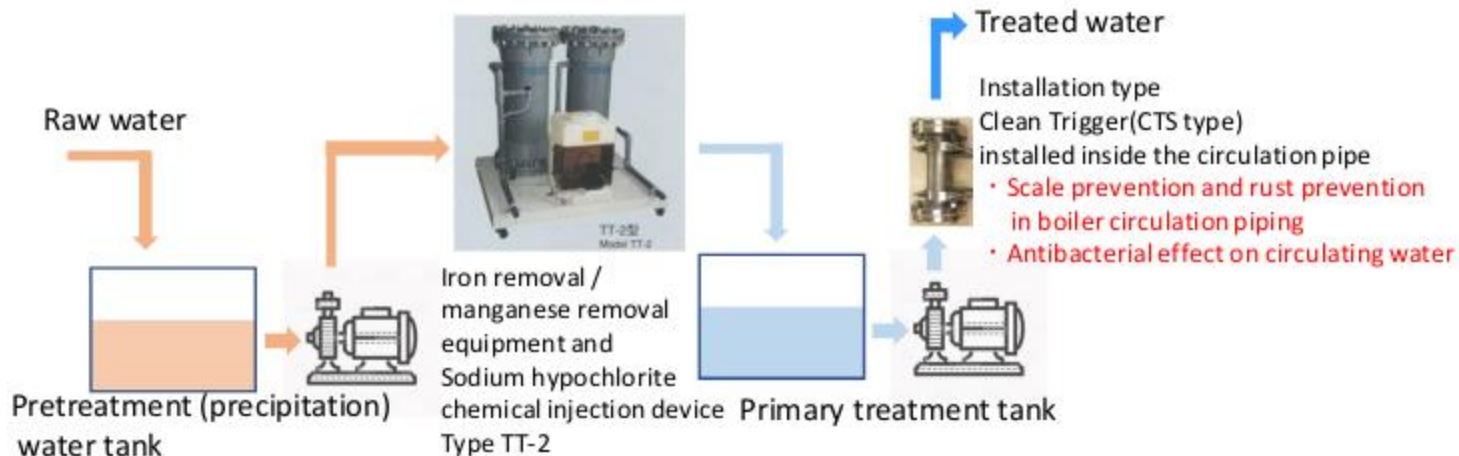 Raw water
Pretreatment (precipitation)
water tank
TT-2型
Model TT-2
Iron removal /
manganese removal
equipment and
Sodium hypochlorite
chemical injection device
Type TT-2
Primary treatment tank
Treated water
Installation type
Clean Trigger(CTS type)
installed inside the circulation pipe
・Scale prevention and rust prevention
in boiler circulation piping
・Antibacterial effect on circulating water